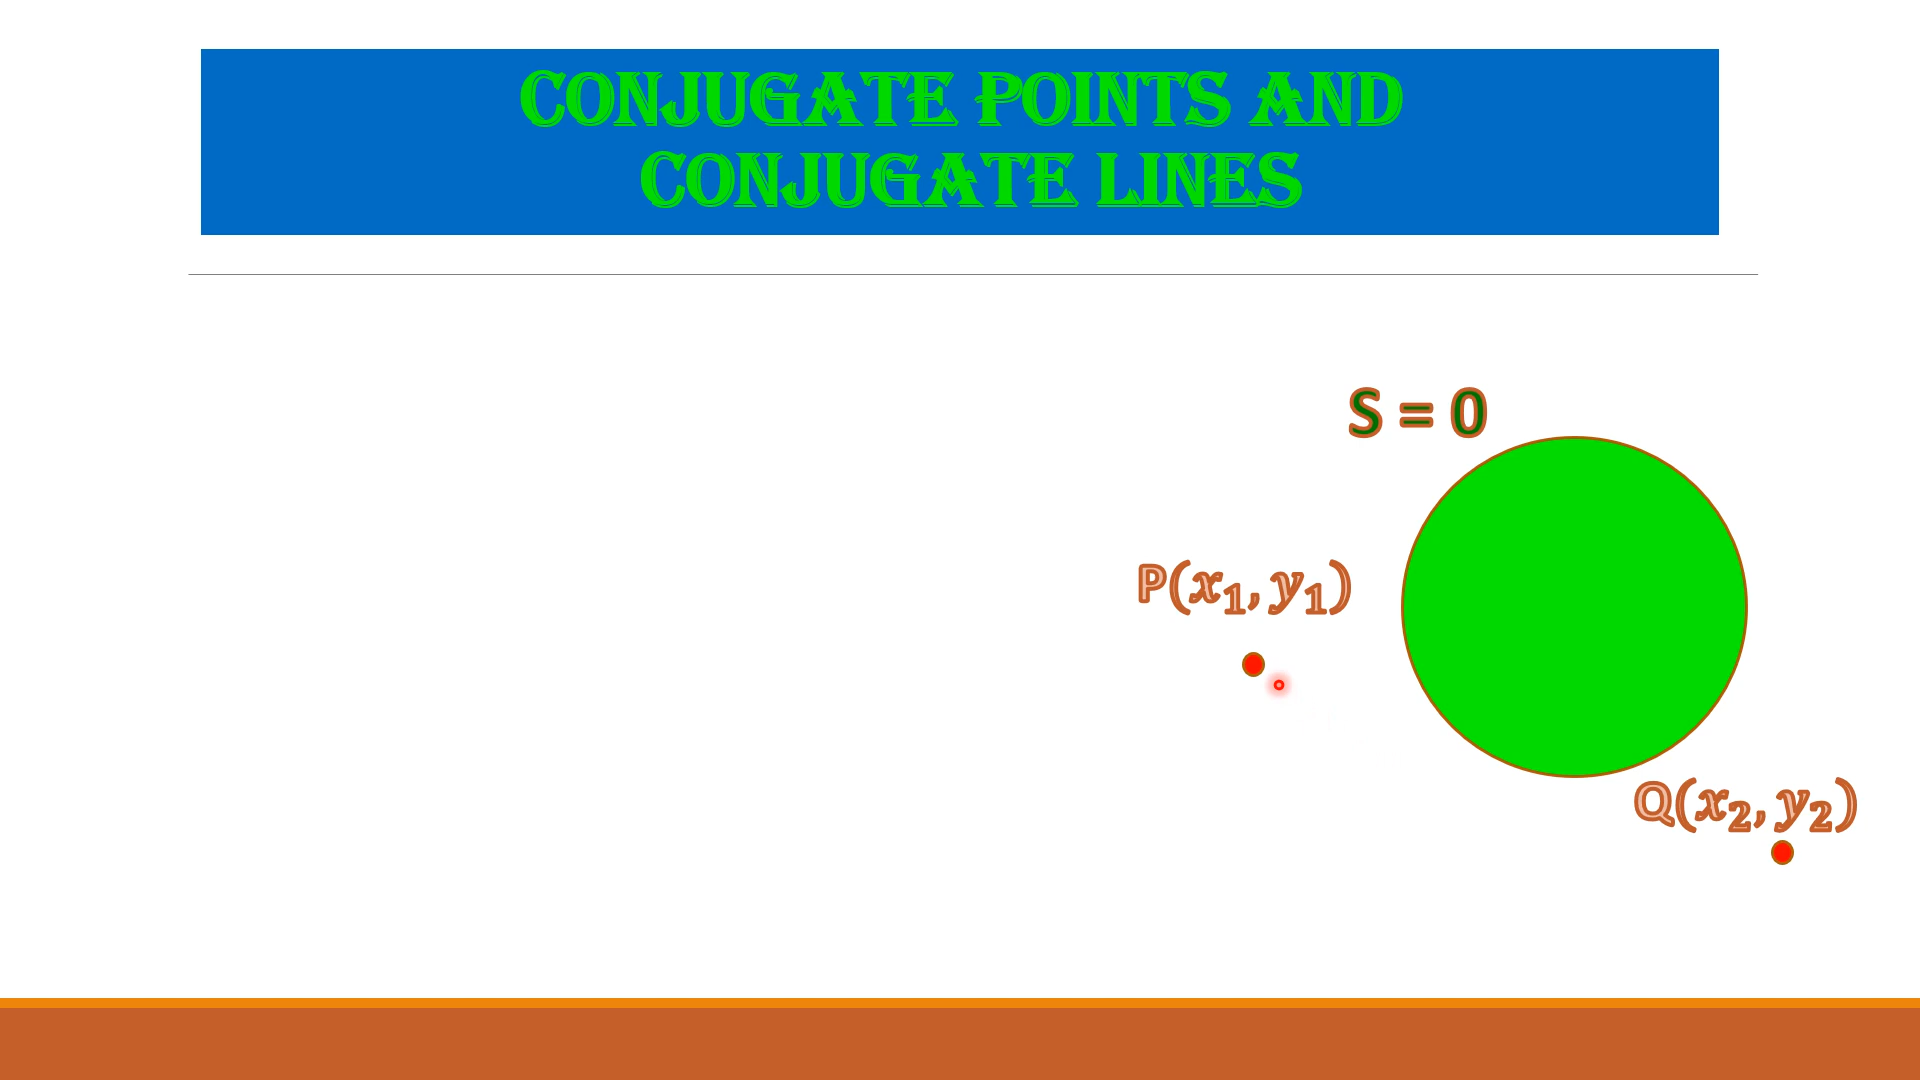 CONJUGATE POINTS AND
CONJUGATE LINES
S = 0
P(x₁, y₁)
Q(x₂, y₂)